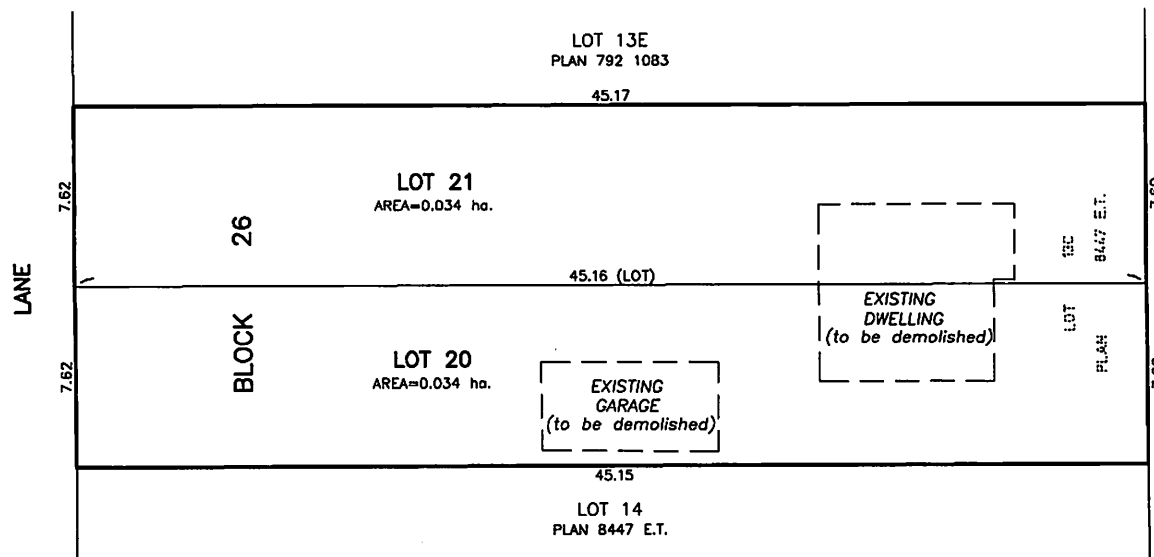 LOT 13E
PLAN 792 1083
45.17
7.62
LOT 21
AREA=0.034 ha.
26
13C
8447 E.T.
LANE
45.16 (LOT)
EXISTING
DWELLING
(to be demolished)
LOT
PLAN
BLOCK
7.62
LOT 20
AREA=0.034 ha.
EXISTING
GARAGE
(to be demolished)
45.15
LOT 14
PLAN 8447 E.T.